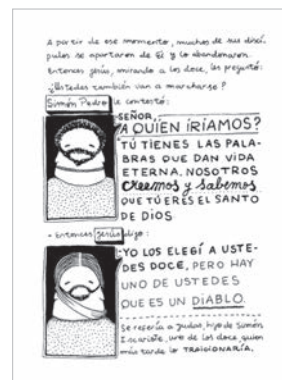 A partir de ese momento, muchos de sus discí-
pulos se apartaron de Él y lo abandonaron.
Entonces Jesús, mirando a los doce, les preguntó:
¿Ustedes también van a marcharse?
Simón Pedro le contestó:
-SEÑOR,
¿A QUIÉN IRÍAMOS?
TÚ TIENES LAS PALA-
BRAS QUE DAN VIDA
ETERNA. NOSOTROS
creemos y sabemos
QUE TÚ ERES EL SANTO
DE DIOS
- Entonces Jesús dijo:
-YO LOS ELEGÍ A USTE-
DES DOCE, PERO HAY
UNO DE USTEDES
QUE ES UN DIABLO.
Se refería a Judas, hijo de Simón
Iscariote, uno de los doce, quien
más tarde lo TRAICIONARÍA.